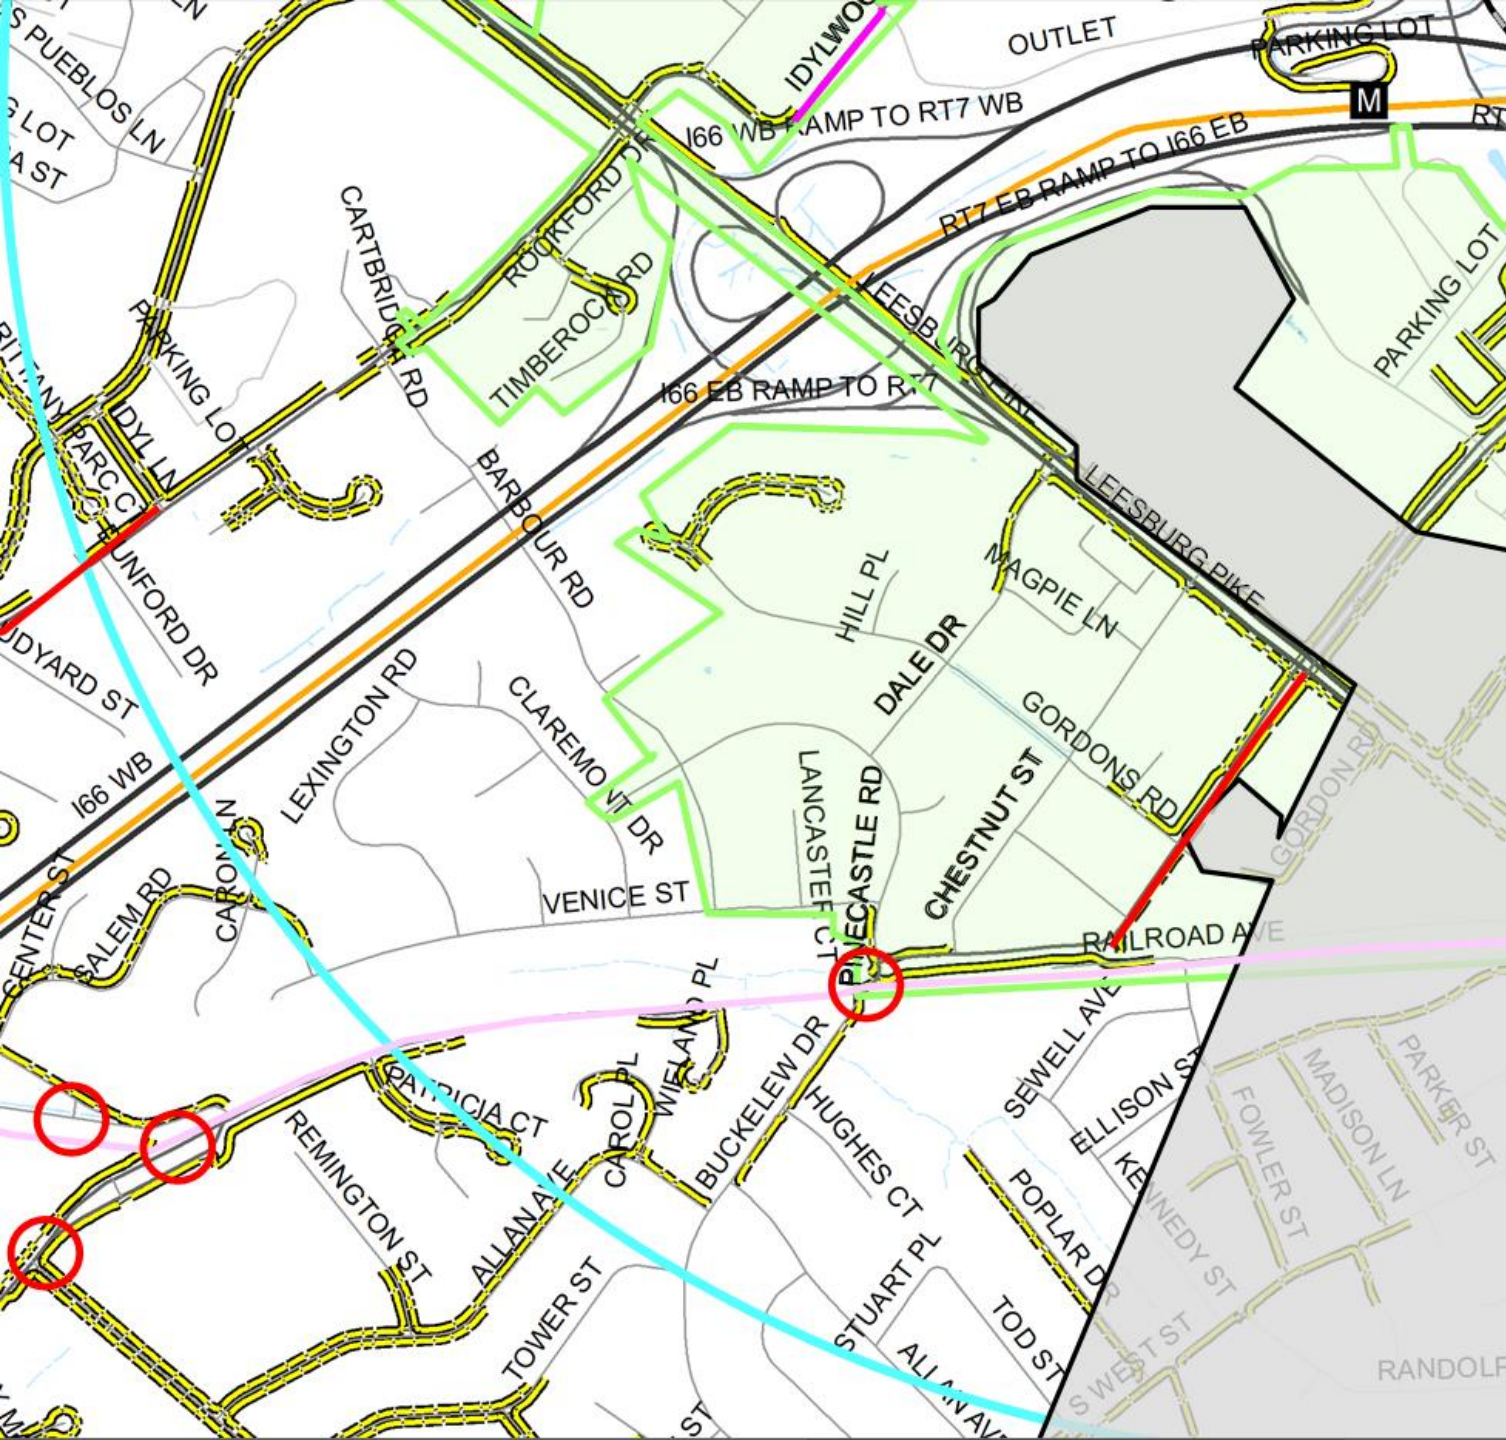 LN
S PUEBLOS LN
G LOT
A ST
IDYLWOO
OUTLET
PARKING LOT
M
I66 WB RAMP TO RT7 WB
RT7 EB RAMP TO I66 EB
RT
CARTBRIDGE RD
ROCKFORD DR
TIMBEROCK RD
PARKING LOT
LEESBURG PIKE
PARKING LOT
RITTANY
PARC CT
IDYL LN
I66 EB RAMP TO RT7
BARBOUR RD
LEESBURG PIKE
DUNFORD DR
UDYARD ST
HILL PL
MAGPIE LN
DALE DR
LEXINGTON RD
CLAREMONT DR
GORDONS RD
I66 WB
LANCASTER CT
PINECASTLE RD
CHESTNUT ST
GORDON RD
CENTER ST
SALEM RD
CARON LN
VENICE ST
RAILROAD AVE
WIELAND PL
SEWELL AVE
PATRICIA CT
CAROL PL
BUCKELEW DR
HUGHES CT
ELLISON ST
FOWLER ST
MADISON LN
PARKER ST
REMINGTON ST
ALLAN AVE
POPLAR DR
KENNEDY ST
TOWER ST
STUART PL
TOD ST
S WEST ST
ALLAN AVE
RANDOLP
ST